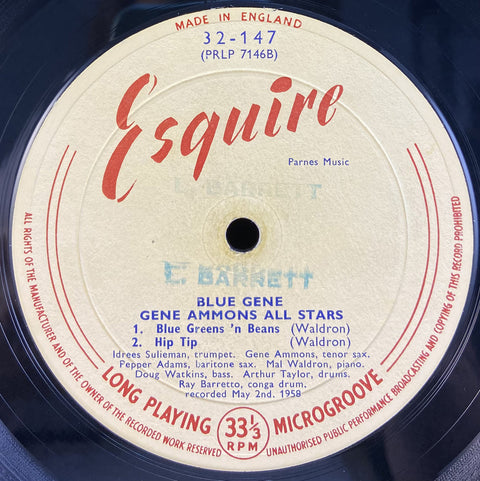 MADE IN ENGLAND
32-147
(PRLP 7146B)
Esquire
Parnes Music
E. BARRETT
E. BARRETT
BLUE GENE
GENE AMMONS ALL STARS
1. Blue Greens 'n Beans (Waldron)
2. Hip Tip (Waldron)
Idrees Sulieman, trumpet. Gene Ammons, tenor sax.
Pepper Adams, baritone sax. Mal Waldron, piano.
Doug Watkins, bass. Arthur Taylor, drums.
Ray Barretto, conga drum.
recorded May 2nd. 1958
LONG PLAYING 33⅓ RPM MICROGROOVE
ALL RIGHTS OF THE MANUFACTURER AND OF THE OWNER OF THE RECORDED WORK RESERVED
UNAUTHORISED PUBLIC PERFORMANCE BROADCASTING AND COPYING OF THIS RECORD PROHIBITED